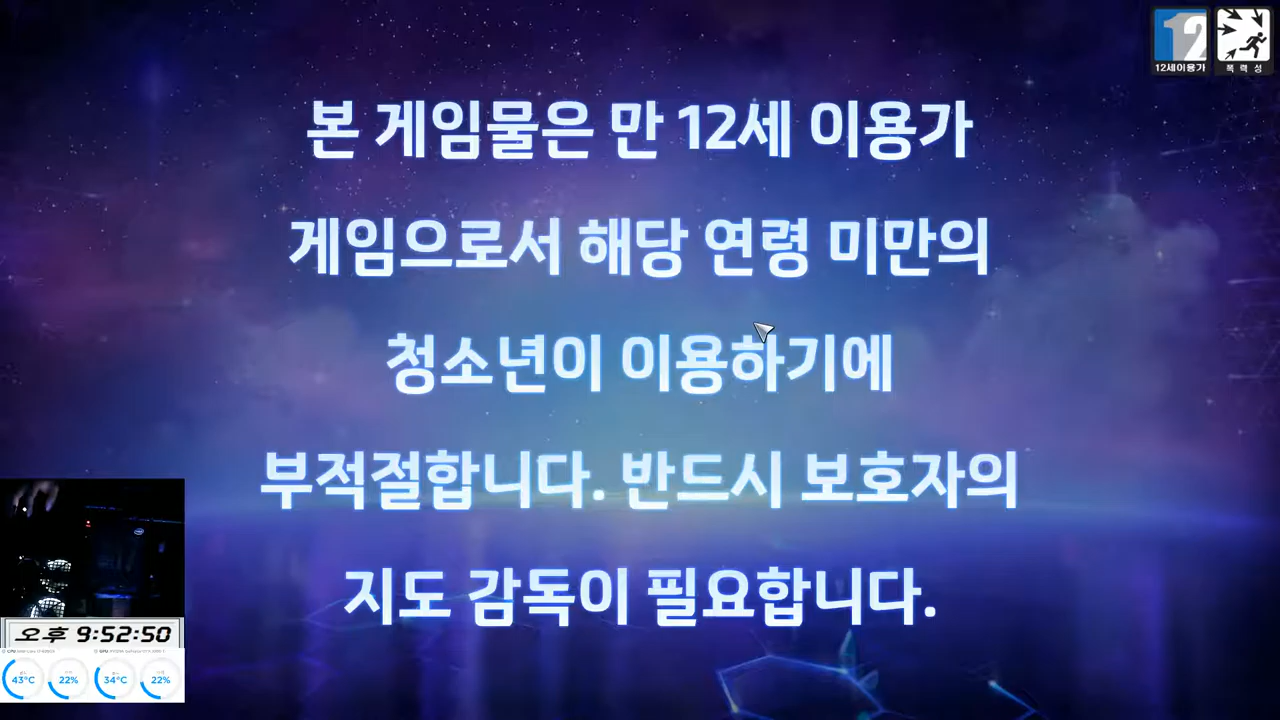 12
12세이용가
폭력성
본 게임물은 만 12세 이용가
게임으로서 해당 연령 미만의
청소년이 이용하기에
부적절합니다. 반드시 보호자의
지도 감독이 필요합니다.
오후 9:52:50
CPU
GPU
43°C
22%
34°C
22%